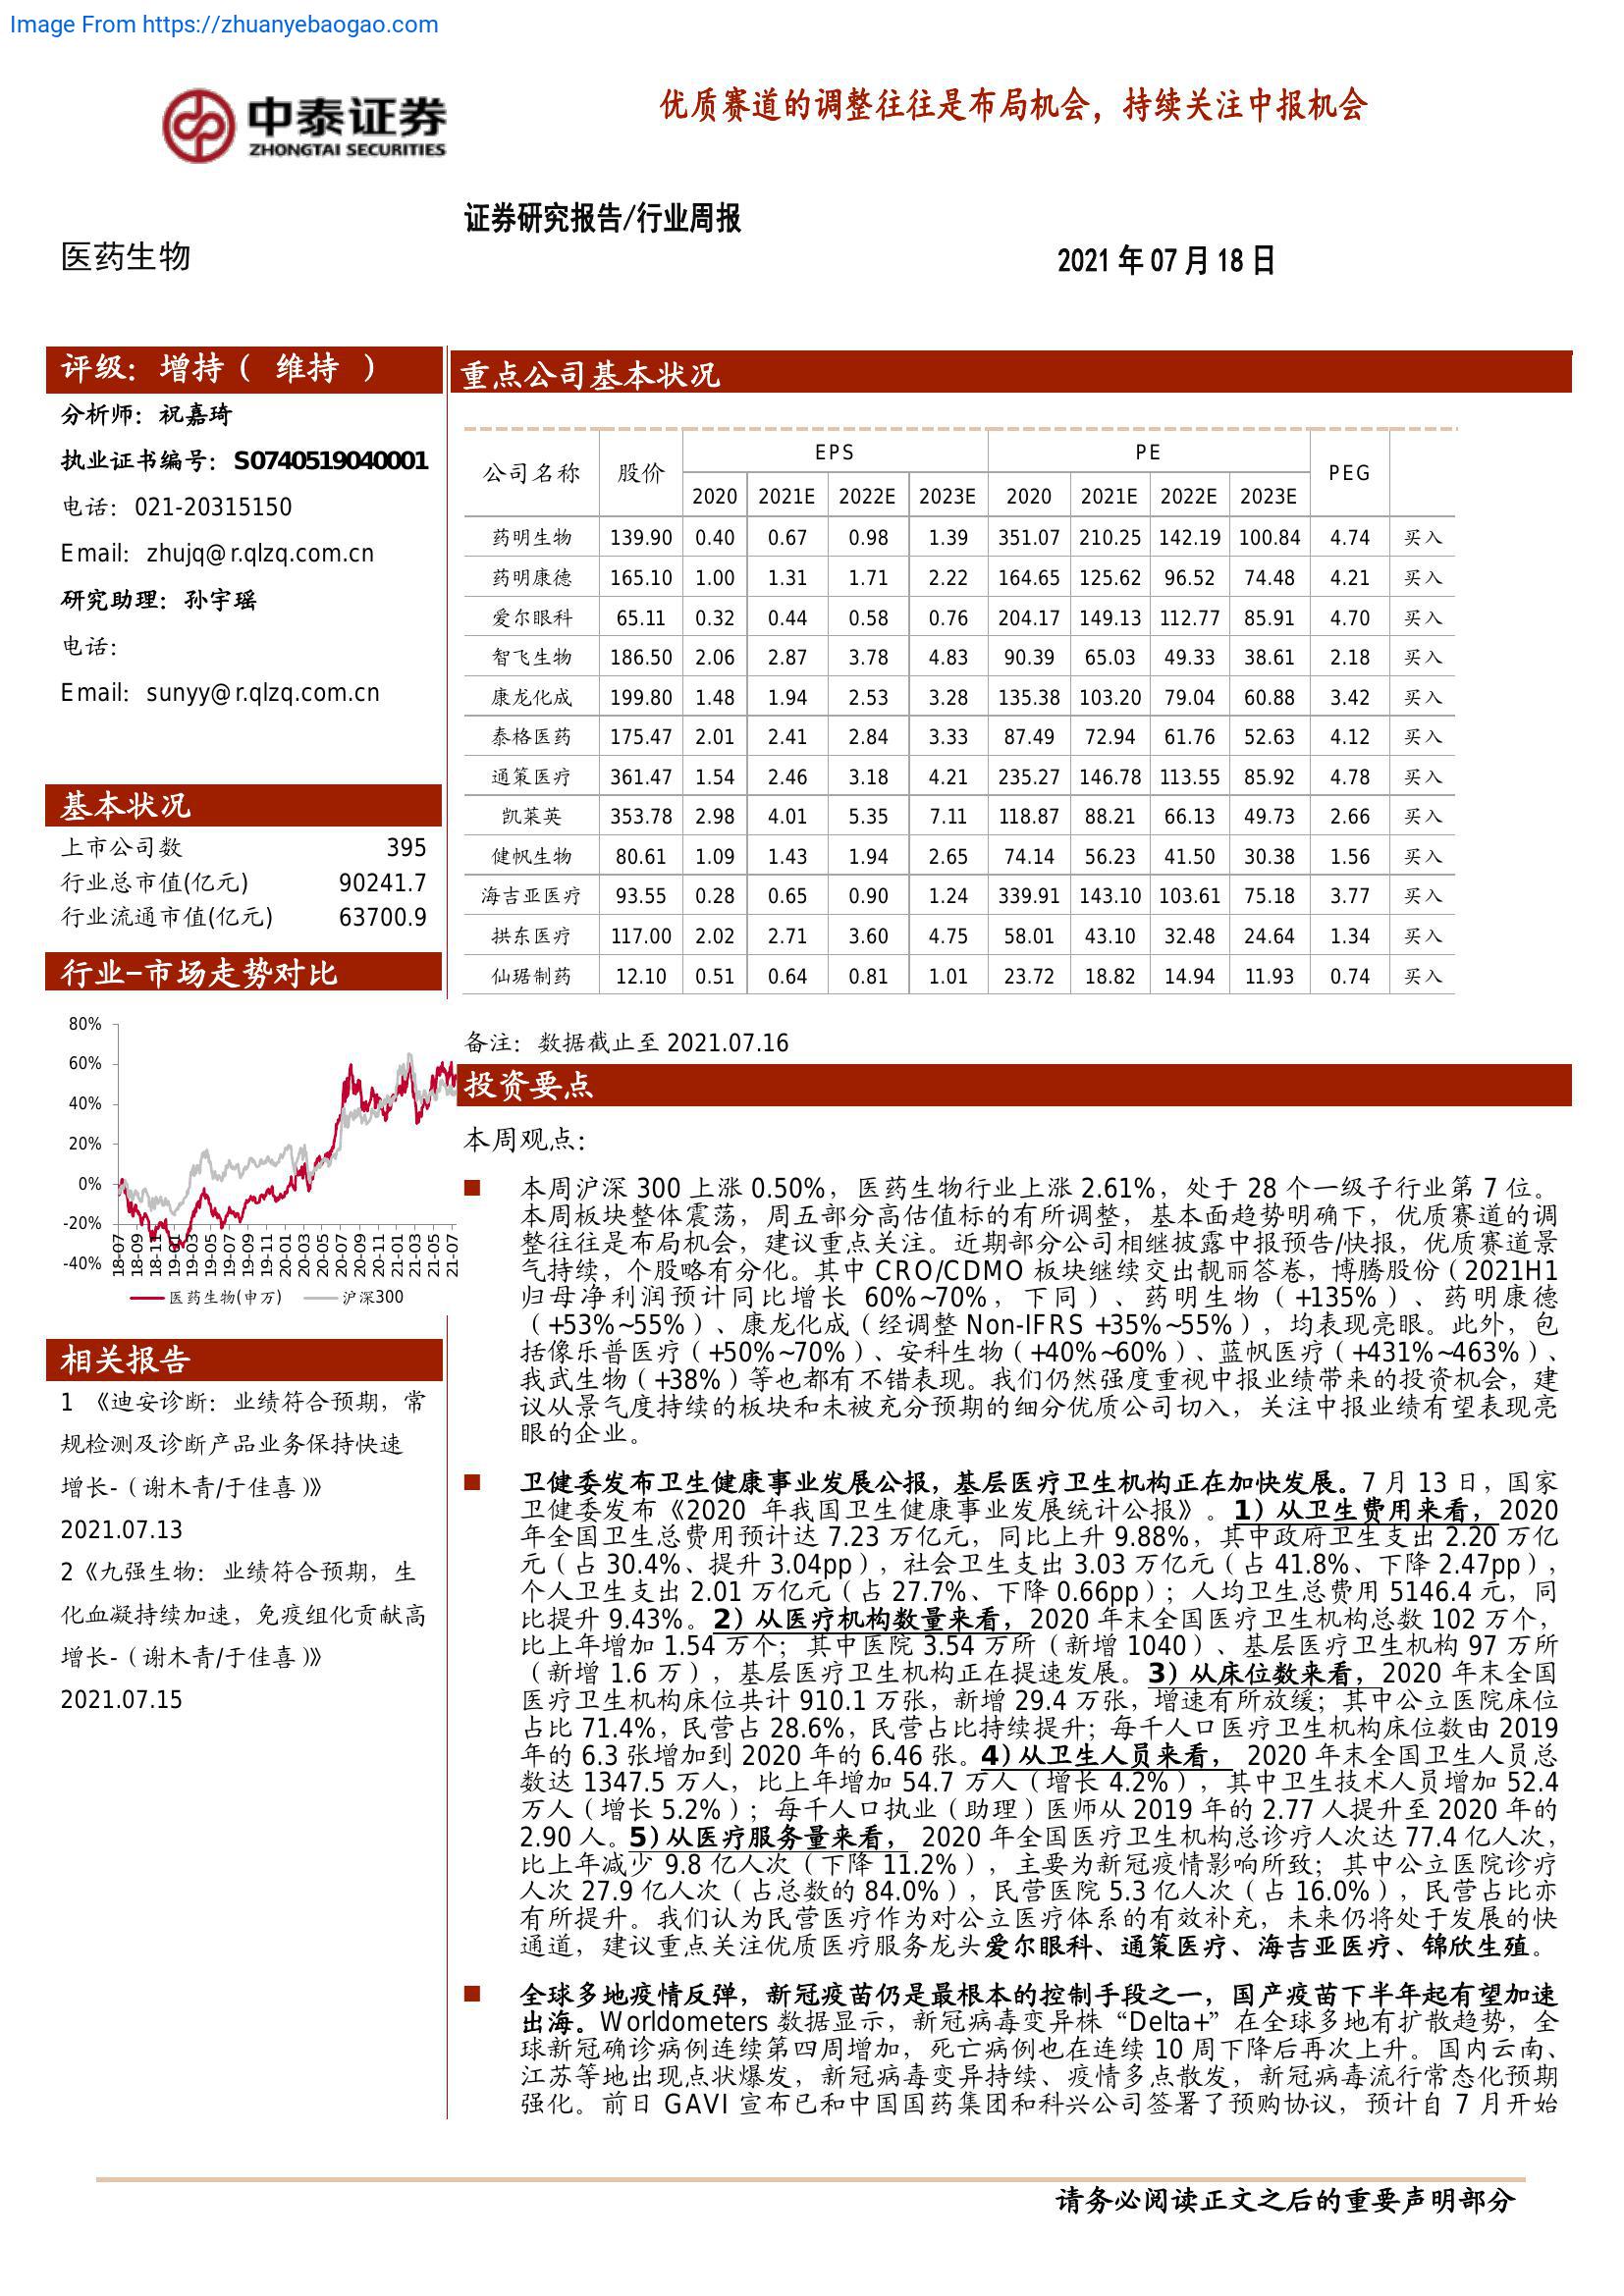 Image From https://zhuanyebaogao.com
中泰证券
ZHONGTAI SECURITIES
优质赛道的调整往往是布局机会，持续关注中报机会
证券研究报告/行业周报
医药生物
2021 年 07 月 18 日
评级：增持（ 维持 ）
分析师：祝嘉琦
执业证书编号：S0740519040001
电话：021-20315150
Email：zhujq@r.qlzq.com.cn
研究助理：孙宇瑶
电话：
Email：sunyy@r.qlzq.com.cn
基本状况
上市公司数 395
行业总市值(亿元) 90241.7
行业流通市值(亿元) 63700.9
行业-市场走势对比
80%
60%
40%
20%
0%
-20%
-40%
18-07 18-09 18-11 19-01 19-03 19-05 19-07 19-09 19-11 20-01 20-03 20-05 20-07 20-09 20-11 21-01 21-03 21-05 21-07
医药生物(申万) 沪深300
相关报告
1 《迪安诊断：业绩符合预期，常
规检测及诊断产品业务保持快速
增长-（谢木青/于佳喜）》
2021.07.13
2《九强生物：业绩符合预期，生
化血凝持续加速，免疫组化贡献高
增长-（谢木青/于佳喜）》
2021.07.15
重点公司基本状况
公司名称 股价 EPS PE PEG
2020 2021E 2022E 2023E 2020 2021E 2022E 2023E
药明生物 139.90 0.40 0.67 0.98 1.39 351.07 210.25 142.19 100.84 4.74 买入
药明康德 165.10 1.00 1.31 1.71 2.22 164.65 125.62 96.52 74.48 4.21 买入
爱尔眼科 65.11 0.32 0.44 0.58 0.76 204.17 149.13 112.77 85.91 4.70 买入
智飞生物 186.50 2.06 2.87 3.78 4.83 90.39 65.03 49.33 38.61 2.18 买入
康龙化成 199.80 1.48 1.94 2.53 3.28 135.38 103.20 79.04 60.88 3.42 买入
泰格医药 175.47 2.01 2.41 2.84 3.33 87.49 72.94 61.76 52.63 4.12 买入
通策医疗 361.47 1.54 2.46 3.18 4.21 235.27 146.78 113.55 85.92 4.78 买入
凯莱英 353.78 2.98 4.01 5.35 7.11 118.87 88.21 66.13 49.73 2.66 买入
健帆生物 80.61 1.09 1.43 1.94 2.65 74.14 56.23 41.50 30.38 1.56 买入
海吉亚医疗 93.55 0.28 0.65 0.90 1.24 339.91 143.10 103.61 75.18 3.77 买入
拱东医疗 117.00 2.02 2.71 3.60 4.75 58.01 43.10 32.48 24.64 1.34 买入
仙琚制药 12.10 0.51 0.64 0.81 1.01 23.72 18.82 14.94 11.93 0.74 买入
备注：数据截止至 2021.07.16
投资要点
本周观点：
■ 本周沪深 300 上涨 0.50%，医药生物行业上涨 2.61%，处于 28 个一级子行业第 7 位。
本周板块整体震荡，周五部分高估值标的有所调整，基本面趋势明确下，优质赛道的调
整往往是布局机会，建议重点关注。近期部分公司相继披露中报预告/快报，优质赛道景
气持续，个股略有分化。其中 CRO/CDMO 板块继续交出靓丽答卷，博腾股份（2021H1
归母净利润预计同比增长 60%~70%，下同）、药明生物（+135%）、药明康德
（+53%~55%）、康龙化成（经调整 Non-IFRS +35%~55%），均表现亮眼。此外，包
括像乐普医疗（+50%~70%）、安科生物（+40%~60%）、蓝帆医疗（+431%~463%）、
我武生物（+38%）等也都有不错表现。我们仍然强度重视中报业绩带来的投资机会，建
议从景气度持续的板块和未被充分预期的细分优质公司切入，关注中报业绩有望表现亮
眼的企业。
■ 卫健委发布卫生健康事业发展公报，基层医疗卫生机构正在加快发展。7 月 13 日，国家
卫健委发布《2020 年我国卫生健康事业发展统计公报》。1）从卫生费用来看，2020
年全国卫生总费用预计达 7.23 万亿元，同比上升 9.88%，其中政府卫生支出 2.20 万亿
元（占 30.4%、提升 3.04pp），社会卫生支出 3.03 万亿元（占 41.8%、下降 2.47pp），
个人卫生支出 2.01 万亿元（占 27.7%、下降 0.66pp）；人均卫生总费用 5146.4 元，同
比提升 9.43%。2）从医疗机构数量来看，2020 年末全国医疗卫生机构总数 102 万个，
比上年增加 1.54 万个；其中医院 3.54 万所（新增 1040）、基层医疗卫生机构 97 万所
（新增 1.6 万），基层医疗卫生机构正在提速发展。3）从床位数来看，2020 年末全国
医疗卫生机构床位共计 910.1 万张，新增 29.4 万张，增速有所放缓；其中公立医院床位
占比 71.4%，民营占 28.6%，民营占比持续提升；每千人口医疗卫生机构床位数由 2019
年的 6.3 张增加到 2020 年的 6.46 张。4)从卫生人员来看， 2020 年末全国卫生人员总
数达 1347.5 万人，比上年增加 54.7 万人（增长 4.2%），其中卫生技术人员增加 52.4
万人（增长 5.2%）；每千人口执业（助理）医师从 2019 年的 2.77 人提升至 2020 年的
2.90 人。5)从医疗服务量来看， 2020 年全国医疗卫生机构总诊疗人次达 77.4 亿人次，
比上年减少 9.8 亿人次（下降 11.2%），主要为新冠疫情影响所致；其中公立医院诊疗
人次 27.9 亿人次（占总数的 84.0%），民营医院 5.3 亿人次（占 16.0%），民营占比亦
有所提升。我们认为民营医疗作为对公立医疗体系的有效补充，未来仍将处于发展的快
通道，建议重点关注优质医疗服务龙头爱尔眼科、通策医疗、海吉亚医疗、锦欣生殖。
■ 全球多地疫情反弹，新冠疫苗仍是最根本的控制手段之一，国产疫苗下半年起有望加速
出海。Worldometers 数据显示，新冠病毒变异株“Delta+”在全球多地有扩散趋势，全
球新冠确诊病例连续第四周增加，死亡病例也在连续 10 周下降后再次上升。国内云南、
江苏等地出现点状爆发，新冠病毒变异持续、疫情多点散发，新冠病毒流行常态化预期
强化。前日 GAVI 宣布已和中国国药集团和科兴公司签署了预购协议，预计自 7 月开始
请务必阅读正文之后的重要声明部分